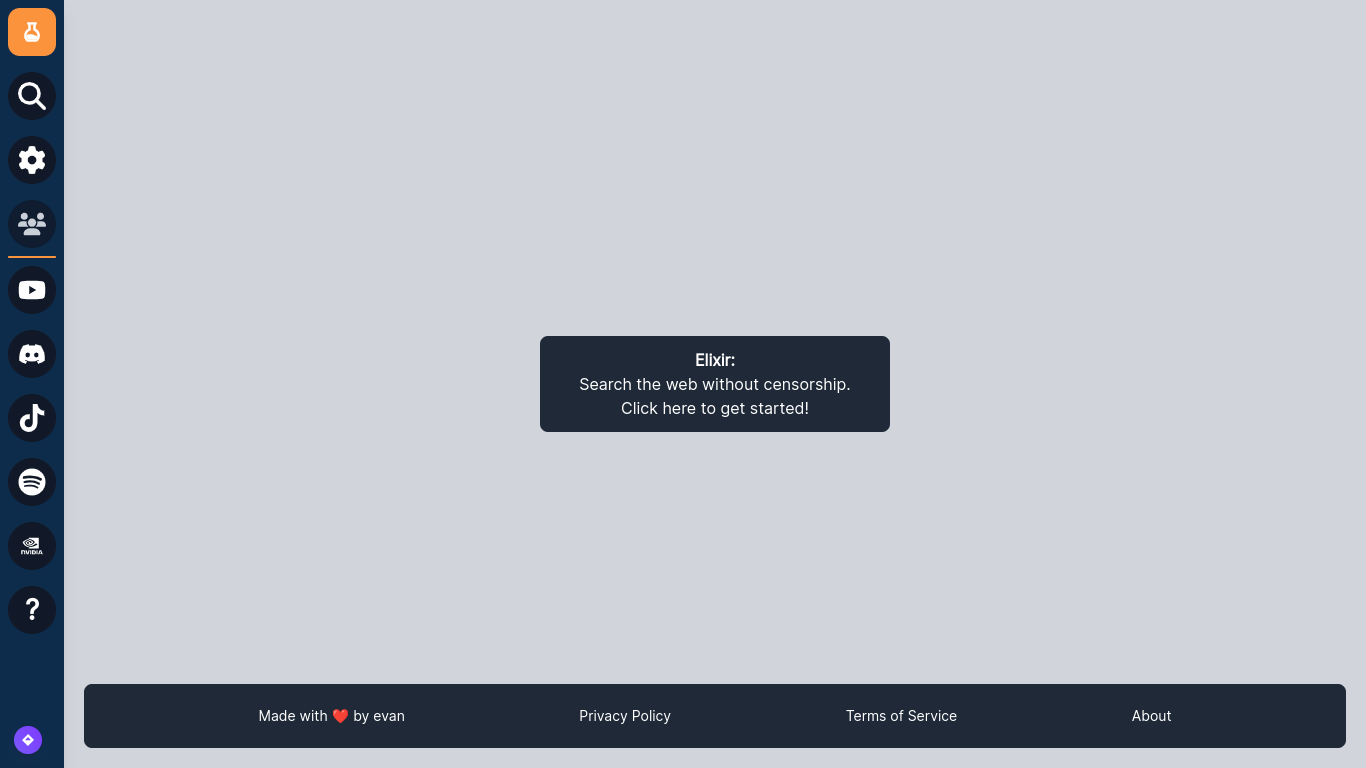 NVIDIA
Elixir:
Search the web without censorship.
Click here to get started!
Made with ❤️ by evan
Privacy Policy
Terms of Service
About